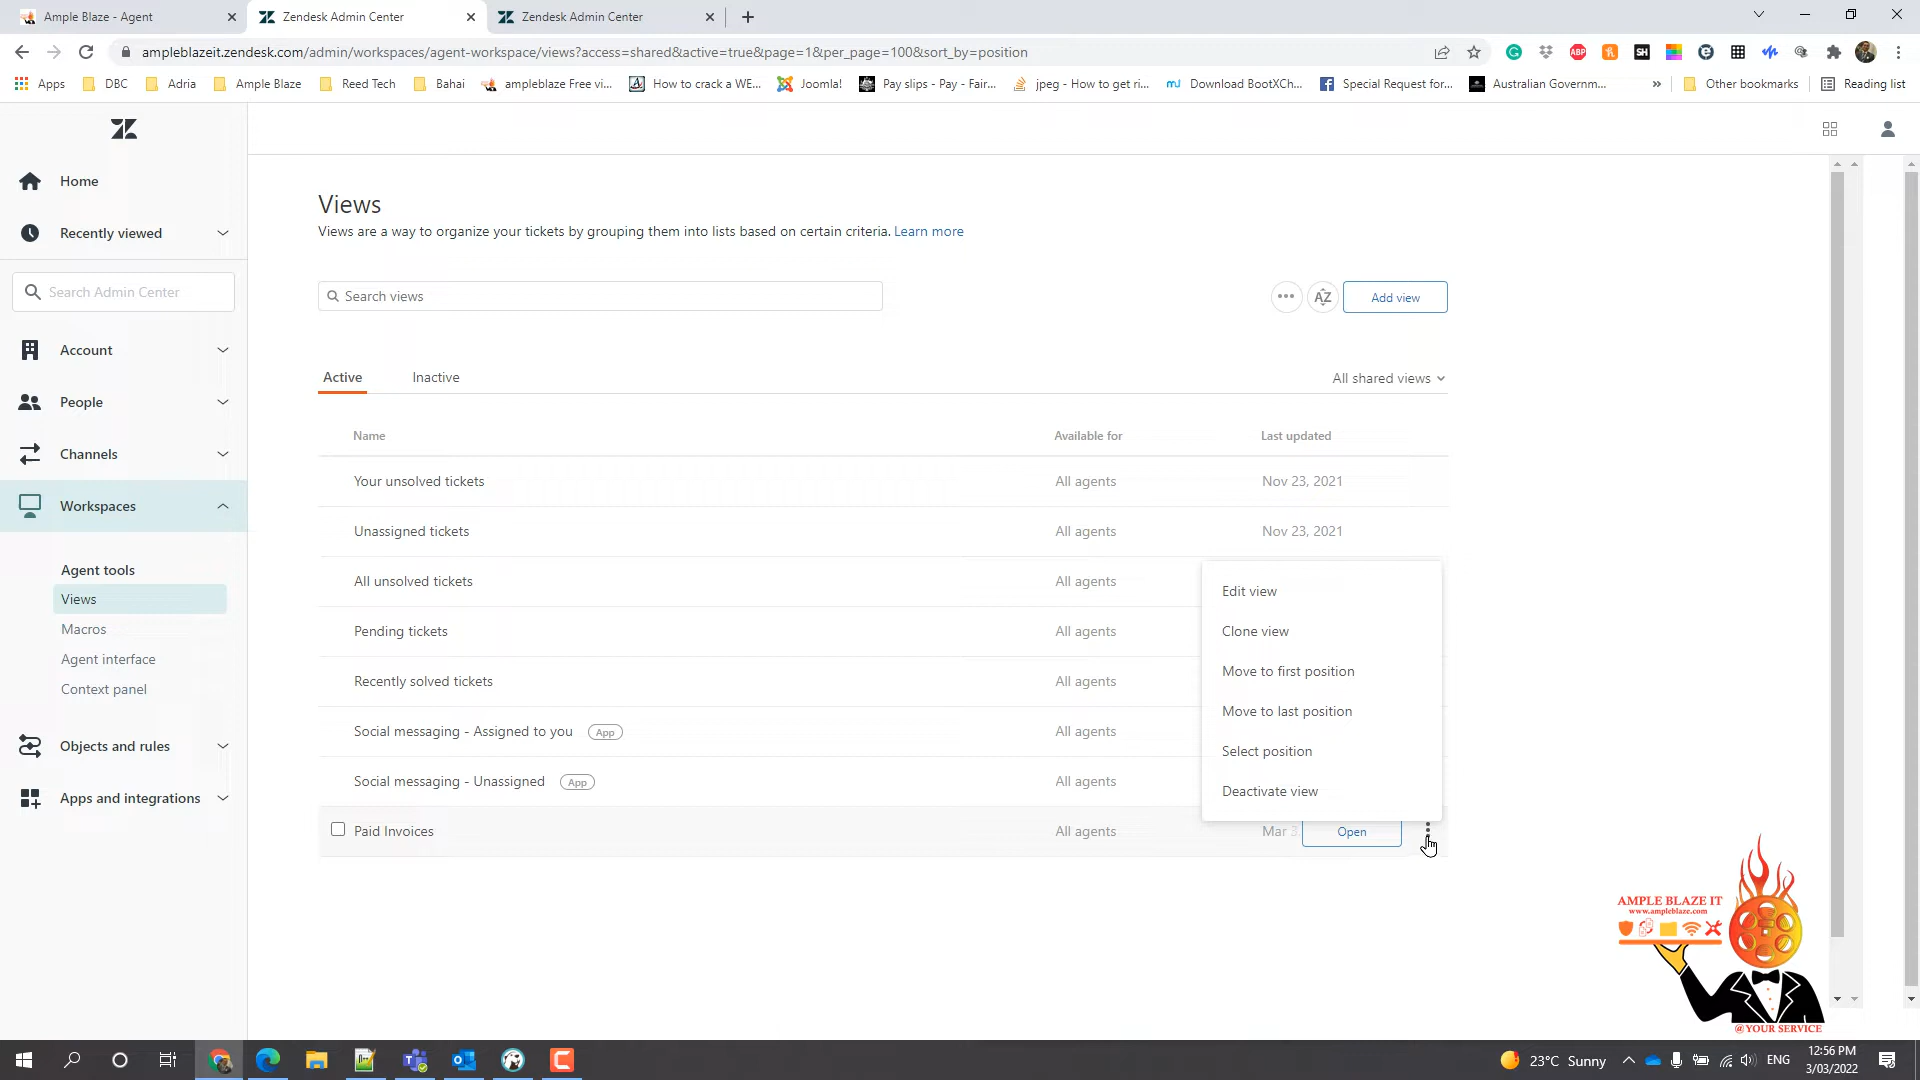 Ample Blaze - Agent
Zendesk Admin Center
Zendesk Admin Center
ampleblazeit.zendesk.com/admin/workspaces/agent-workspace/views?access=shared&active=true&page=1&per_page=100&sort_by=position
Apps
DBC
Adria
Ample Blaze
Reed Tech
Bahai
ampleblaze Free vi...
How to crack a WE...
Joomla!
Pay slips - Pay - Fair...
jpeg - How to get ri...
Download BootXCh...
Special Request for...
Australian Governm...
Other bookmarks
Reading list
Home
Recently viewed
Search Admin Center
Account
People
Channels
Workspaces
Agent tools
Views
Macros
Agent interface
Context panel
Objects and rules
Apps and integrations
Views
Views are a way to organize your tickets by grouping them into lists based on certain criteria. Learn more
Search views
AZ
Add view
Active
Inactive
All shared views
Name
Available for
Last updated
Your unsolved tickets
All agents
Nov 23, 2021
Unassigned tickets
All agents
Nov 23, 2021
All unsolved tickets
All agents
Pending tickets
All agents
Recently solved tickets
All agents
Social messaging - Assigned to you
App
All agents
Social messaging - Unassigned
App
All agents
Paid Invoices
All agents
Mar 3
Open
Edit view
Clone view
Move to first position
Move to last position
Select position
Deactivate view
AMPLE BLAZE IT
www.ampleblaze.com
@ YOUR SERVICE
23°C Sunny
ENG
12:56 PM
3/03/2022